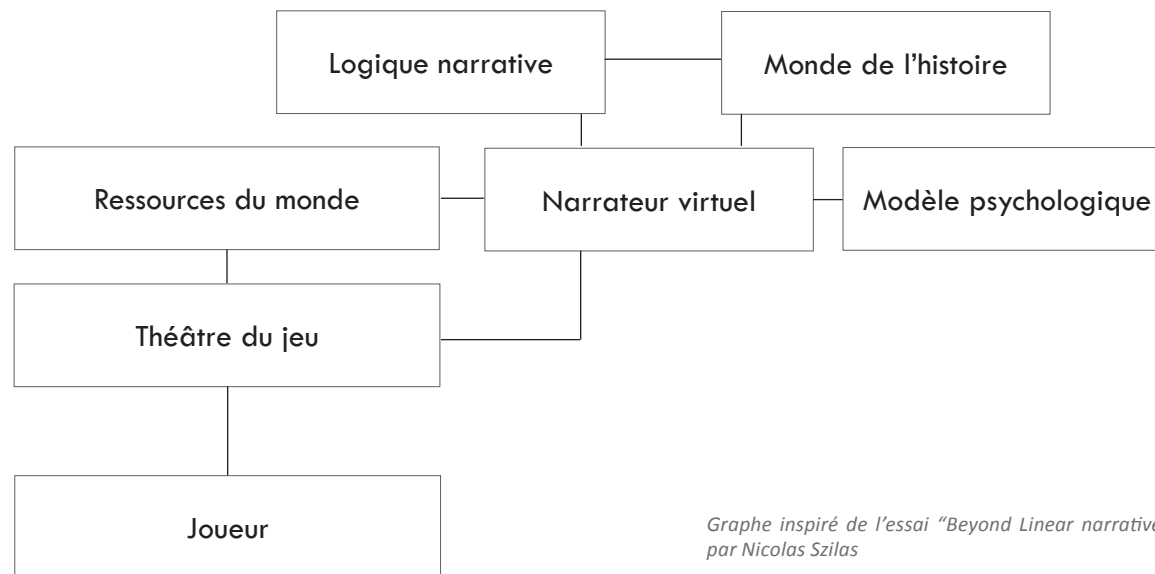 Logique narrative
Monde de l'histoire
Ressources du monde
Narrateur virtuel
Modèle psychologique
Théâtre du jeu
Joueur
Graphe inspiré de l'essai “Beyond Linear narrative
par Nicolas Szilas